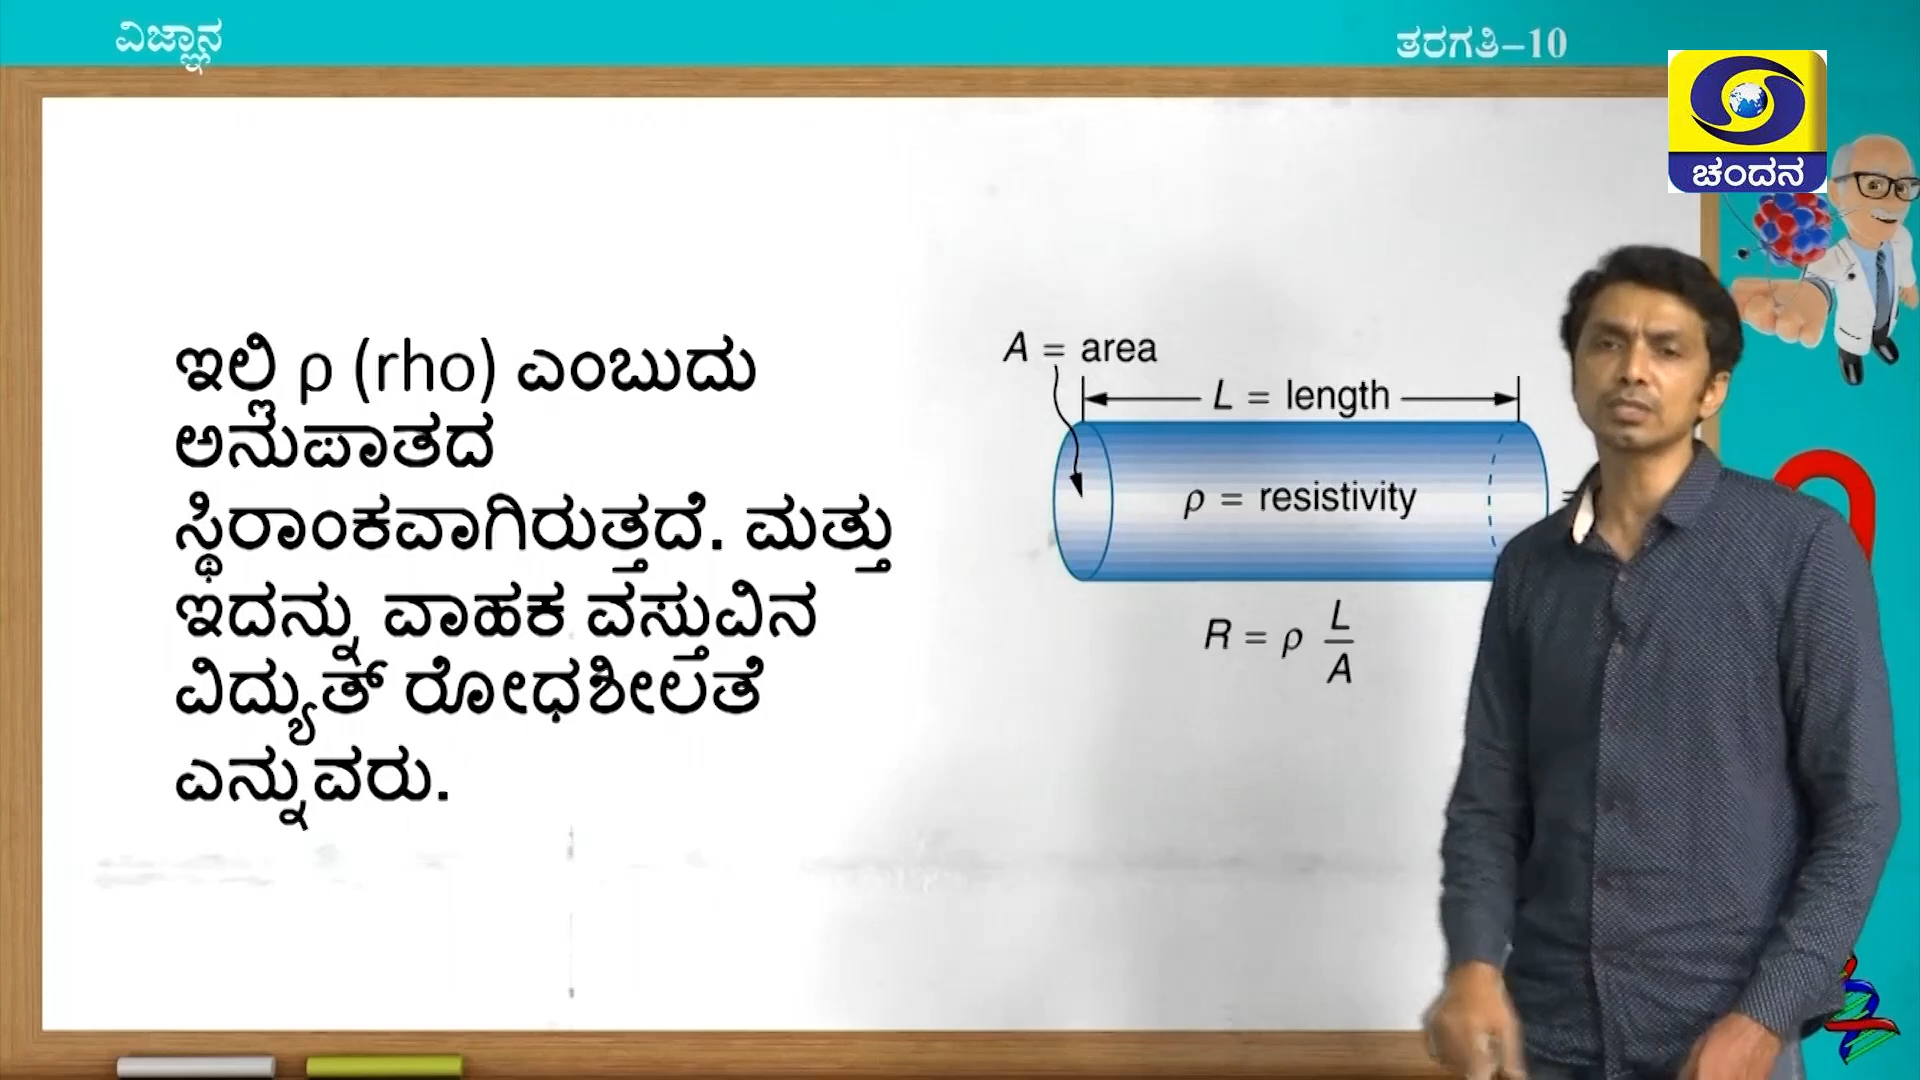 ವಿಜ್ಞಾನ
ತರಗತಿ–10
ಚಂದನ
ಇಲ್ಲಿ ρ (rho) ಎಂಬುದು
ಅನುಪಾತದ
ಸ್ಥಿರಾಂಕವಾಗಿರುತ್ತದೆ. ಮತ್ತು
ಇದನ್ನು ವಾಹಕ ವಸ್ತುವಿನ
ವಿದ್ಯುತ್ ರೋಧಶೀಲತೆ
ಎನ್ನುವರು.
A = area
L = length
ρ = resistivity
=
R = ρ L/A